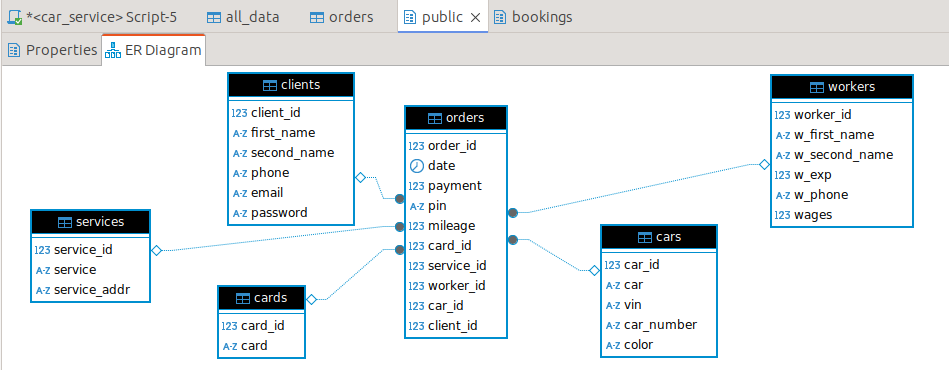 *<car_service> Script-5
all_data
orders
public
bookings
Properties
ER Diagram
clients
123 client_id
A-Z first_name
A-Z second_name
A-Z phone
A-Z email
A-Z password
orders
123 order_id
date
123 payment
A-Z pin
123 mileage
123 card_id
123 service_id
123 worker_id
123 car_id
123 client_id
workers
123 worker_id
A-Z w_first_name
A-Z w_second_name
123 w_exp
A-Z w_phone
123 wages
services
123 service_id
A-Z service
A-Z service_addr
cards
123 card_id
A-Z card
cars
123 car_id
A-Z car
A-Z vin
A-Z car_number
A-Z color